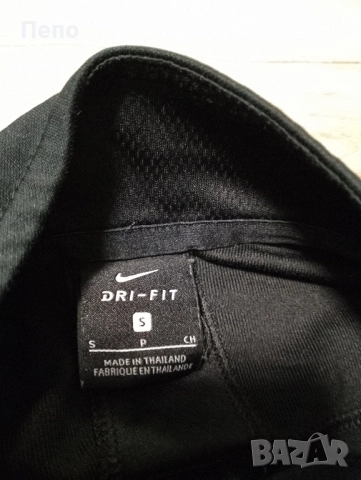 Пепо
DRI-FIT
S
S P CH
MADE IN THAILAND
FABRIQUE EN THAILANDE
BAZAR